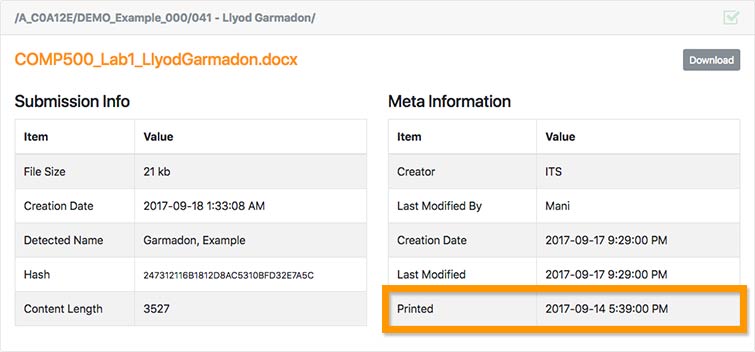 /A_C0A12E/DEMO_Example_000/041 - Llyod Garmadon/
COMP500_Lab1_LlyodGarmadon.docx
Download
Submission Info
Item Value
File Size 21 kb
Creation Date 2017-09-18 1:33:08 AM
Detected Name Garmadon, Example
Hash 247312116B1812D8AC5310BFD32E7A5C
Content Length 3527
Meta Information
Item Value
Creator ITS
Last Modified By Mani
Creation Date 2017-09-17 9:29:00 PM
Last Modified 2017-09-17 9:29:00 PM
Printed 2017-09-14 5:39:00 PM